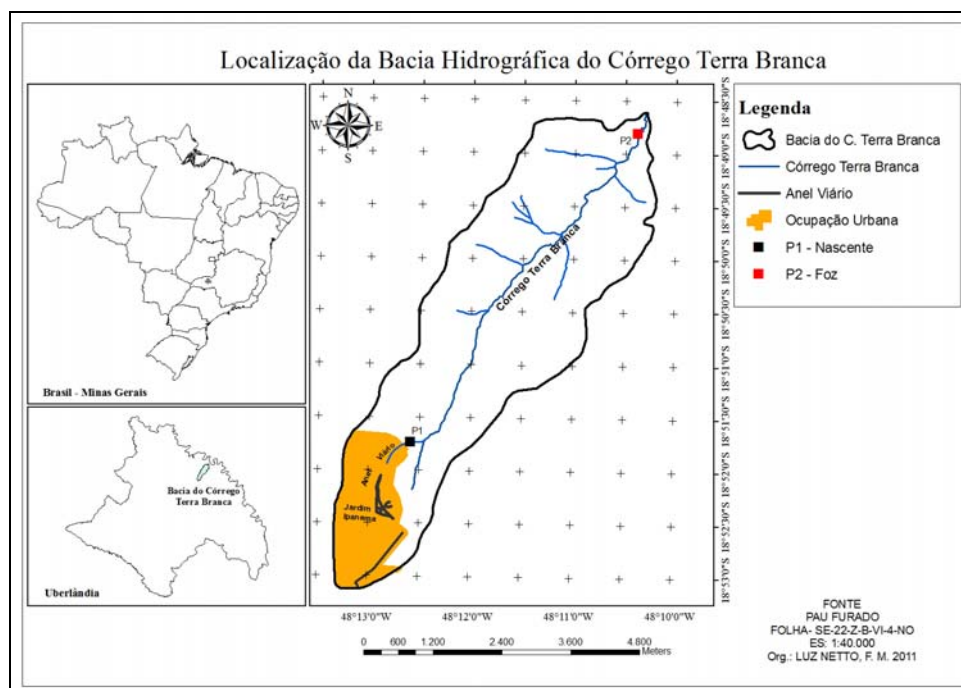 Localização da Bacia Hidrográfica do Córrego Terra Branca
Brasil - Minas Gerais
Bacia do Córrego
Terra Branca
Uberlândia
N
W
E
S
P2
Córrego Terra Branca
P1
Anel Viário
Jardim
Ipanema
48°13'0"W
48°12'0"W
48°11'0"W
48°10'0"W
18°48'30"S
18°49'0"S
18°49'30"S
18°50'0"S
18°50'30"S
18°51'0"S
18°51'30"S
18°52'0"S
18°52'30"S
18°53'0"S
0 600 1.200 2.400 3.600 4.800
Meters
Legenda
Bacia do C. Terra Branca
Córrego Terra Branca
Anel Viário
Ocupação Urbana
P1 - Nascente
P2 - Foz
FONTE
PAU FURADO
FOLHA- SE-22-Z-B-VI-4-NO
ES: 1:40.000
Org.: LUZ NETTO, F. M. 2011